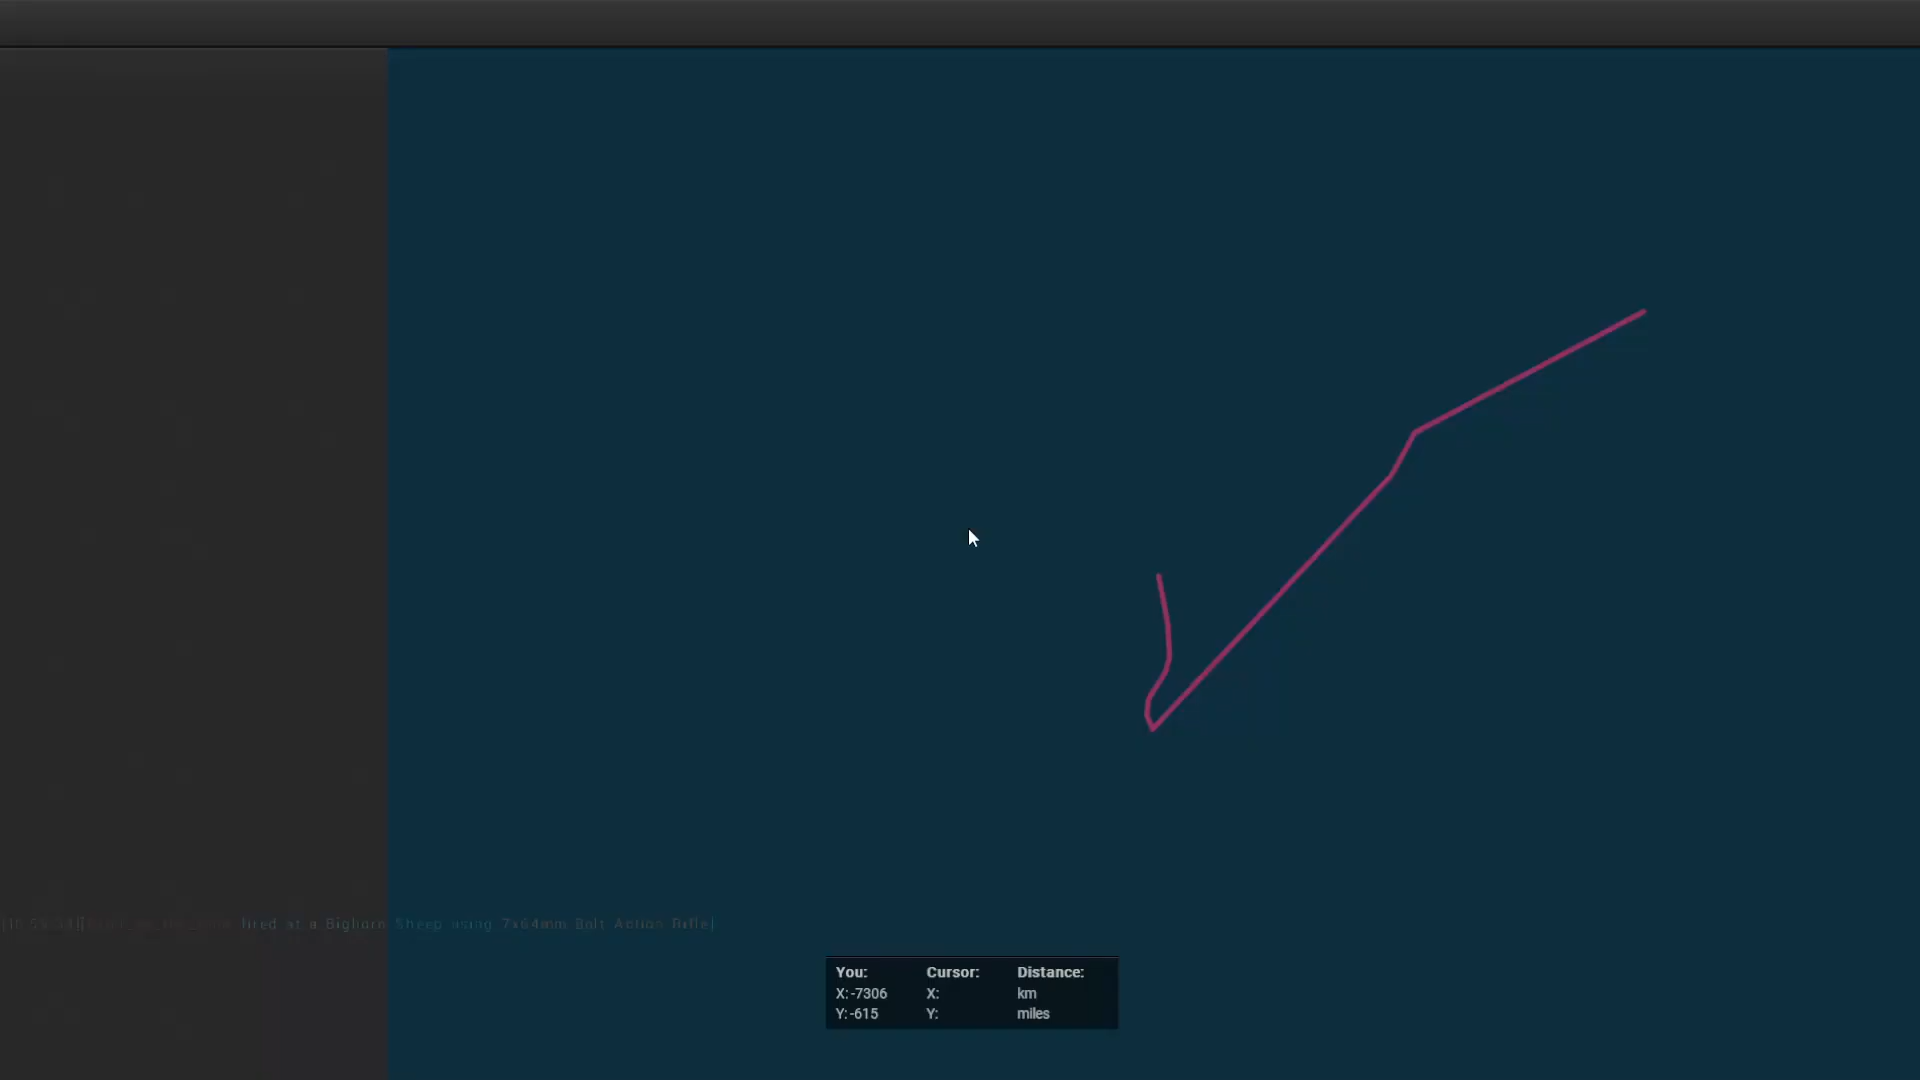 fired at a Bighorn Sheep using 7x64mm Bolt Action Rifle]
You: Cursor: Distance:
X:-7306 X: km
Y:-615 Y: miles